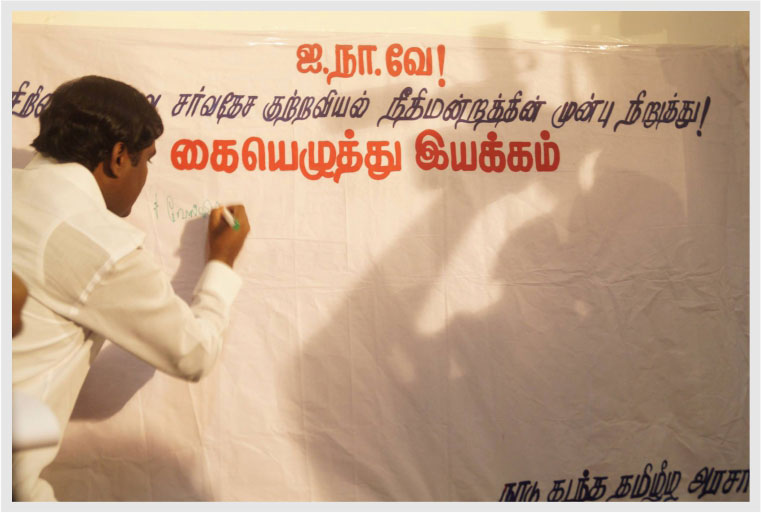 ஐ.நா.வே!
சர்வதேச குற்றவியல் நீதிமன்றத்தின் முன்பு நிறுத்து!
கையெழுத்து இயக்கம்
நாடு கடந்த தமிழீழ அரசா